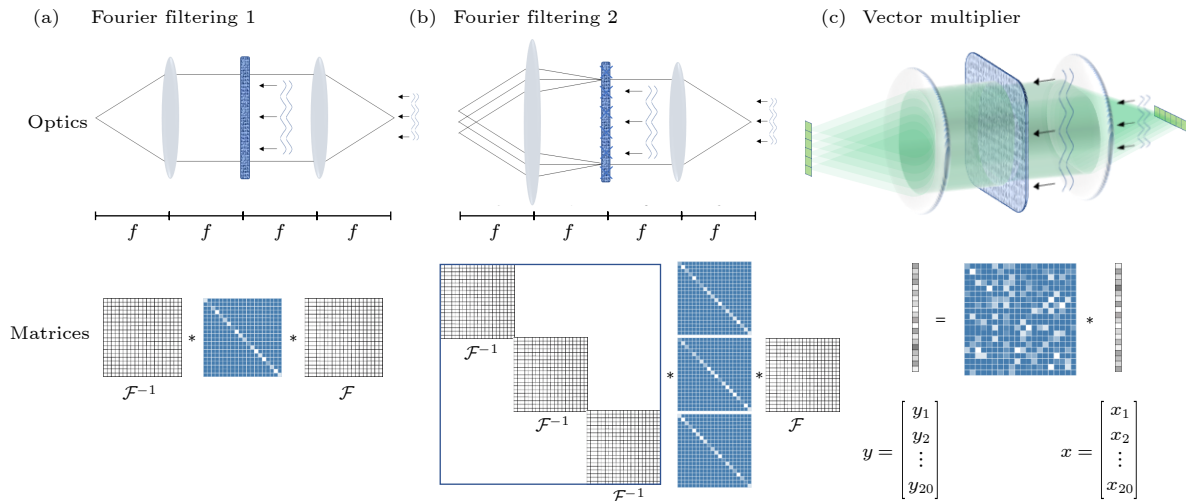 (a) Fourier filtering 1
(b) Fourier filtering 2
(c) Vector multiplier
Optics
f f f f
f f f f
Matrices
* *
ℱ⁻¹ ℱ
ℱ⁻¹
ℱ⁻¹
ℱ⁻¹
* *
ℱ
= *
y = [y₁ y₂ ⋮ y₂₀]
x = [x₁ x₂ ⋮ x₂₀]